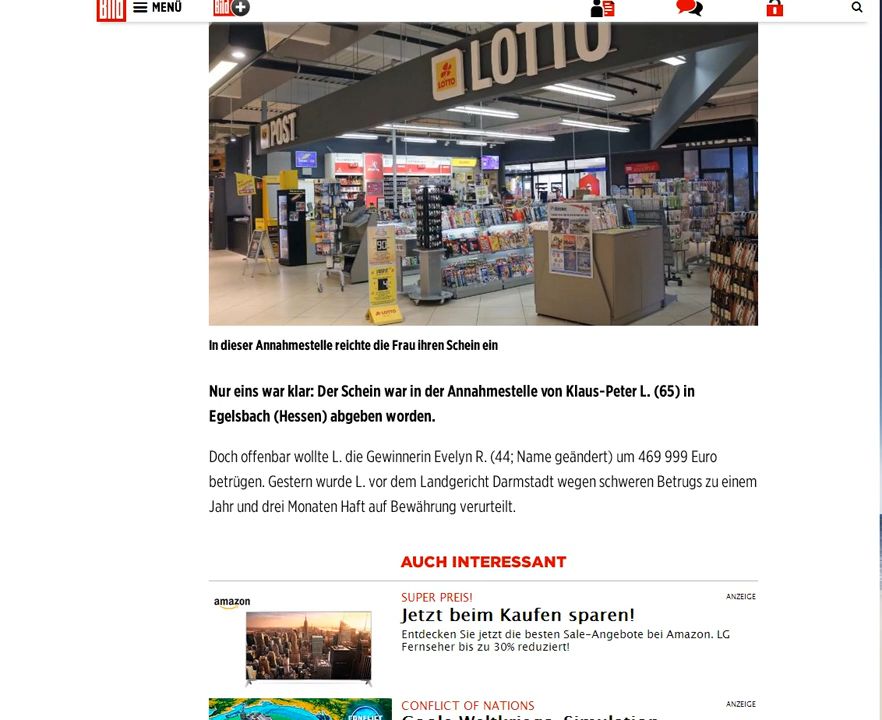 Bild
MENÜ
Bild +
LOTTO
LOTTO
POST
In dieser Annahmestelle reichte die Frau ihren Schein ein
Nur eins war klar: Der Schein war in der Annahmestelle von Klaus-Peter L. (65) in
Egelsbach (Hessen) abgeben worden.
Doch offenbar wollte L. die Gewinnerin Evelyn R. (44; Name geändert) um 469 999 Euro
betrügen. Gestern wurde L. vor dem Landgericht Darmstadt wegen schweren Betrugs zu einem
Jahr und drei Monaten Haft auf Bewährung verurteilt.
AUCH INTERESSANT
amazon
SUPER PREIS!
ANZEIGE
Jetzt beim Kaufen sparen!
Entdecken Sie jetzt die besten Sale-Angebote bei Amazon. LG
Fernseher bis zu 30% reduziert!
CONFLICT OF NATIONS
ANZEIGE
CONFLICT